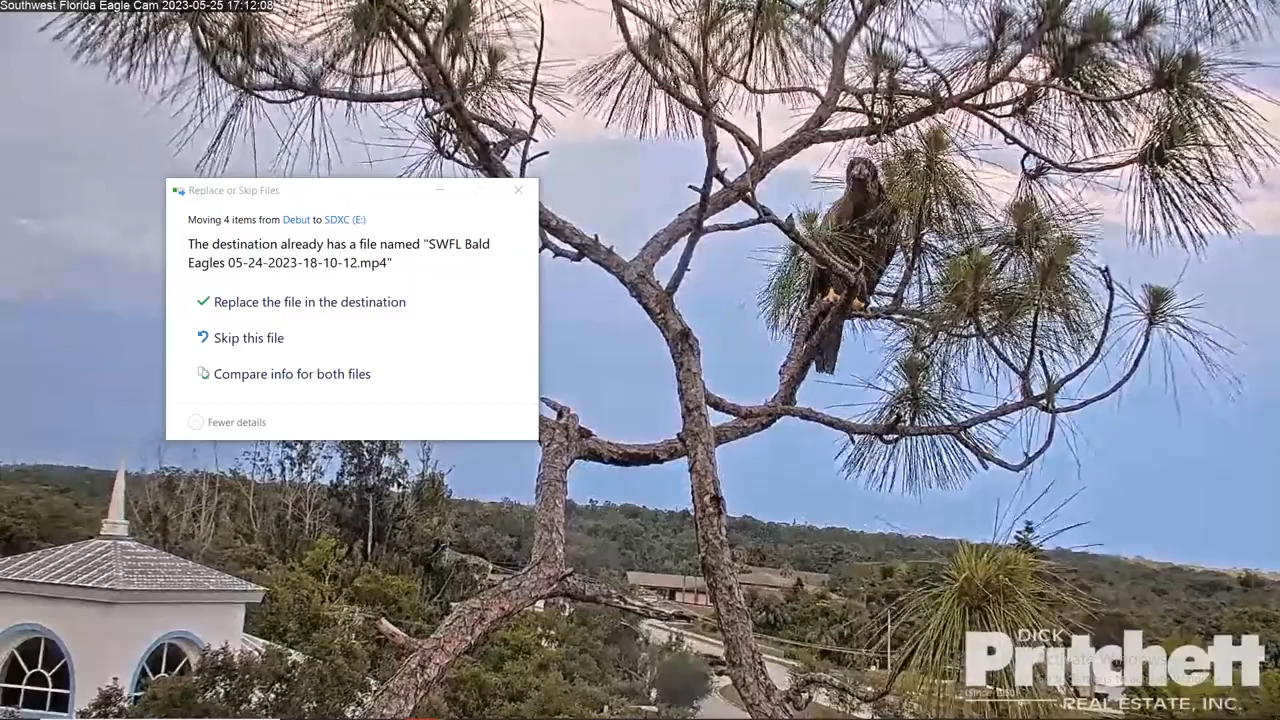 Southwest Florida Eagle Cam 2023-05-25 17:12:08
Replace or Skip Files
Moving 4 items from Debut to SDXC (E:)
The destination already has a file named "SWFL Bald
Eagles 05-24-2023-18-10-12.mp4"
Replace the file in the destination
Skip this file
Compare info for both files
Fewer details
DICK
Pritchett
REAL ESTATE, INC.